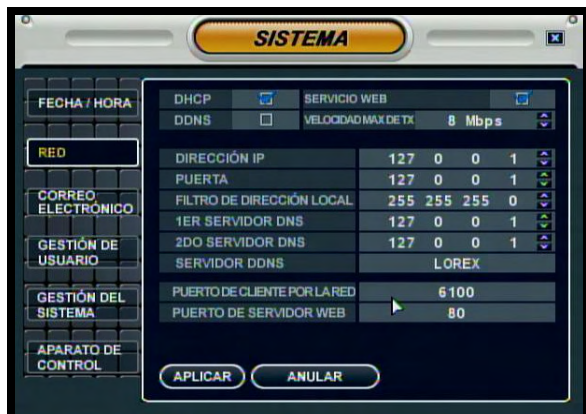 SISTEMA
FECHA / HORA
RED
CORREO
ELECTRÓNICO
GESTIÓN DE
USUARIO
GESTIÓN DEL
SISTEMA
APARATO DE
CONTROL
DHCP SERVICIO WEB
DDNS VELOCIDAD MAX DE TX 8 Mbps
DIRECCIÓN IP 127 0 0 1
PUERTA 127 0 0 1
FILTRO DE DIRECCIÓN LOCAL 255 255 255 0
1ER SERVIDOR DNS 127 0 0 1
2DO SERVIDOR DNS 127 0 0 1
SERVIDOR DDNS LOREX
PUERTO DE CLIENTE POR LA RED 6100
PUERTO DE SERVIDOR WEB 80
APLICAR ANULAR